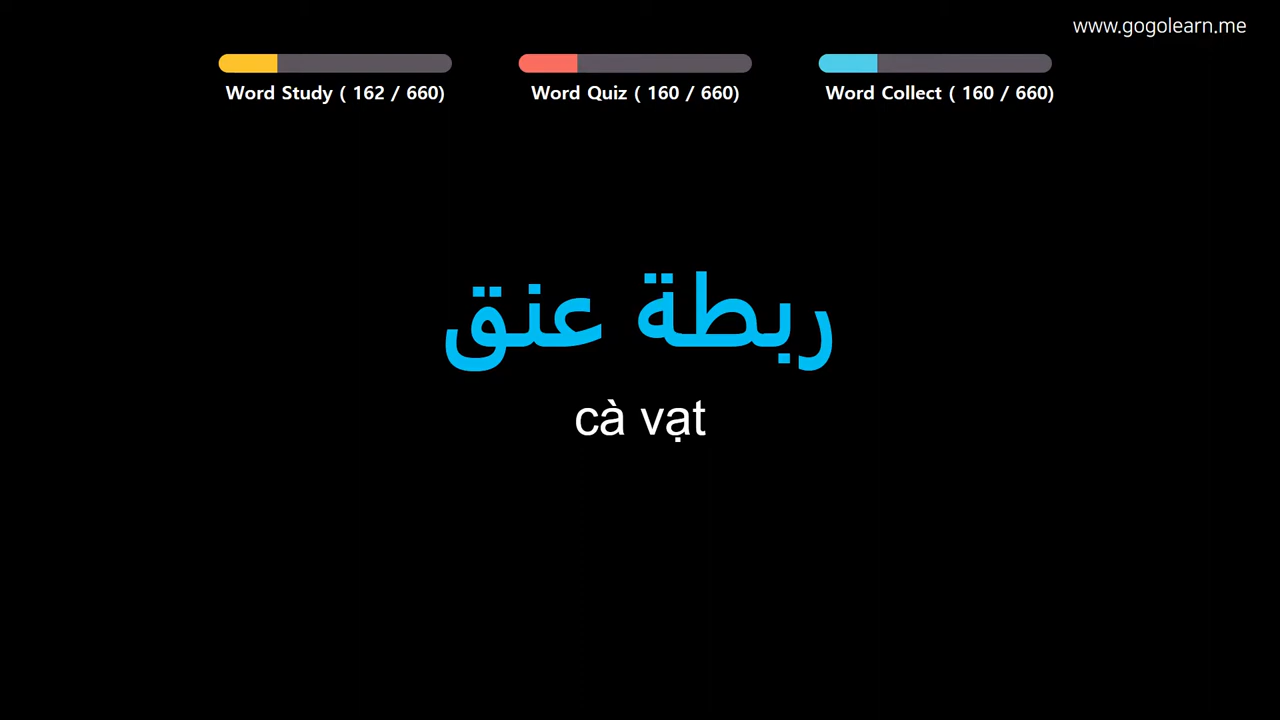 www.gogolearn.me
Word Study ( 162 / 660)
Word Quiz ( 160 / 660)
Word Collect ( 160 / 660)
ربطة عنق
cà vạt